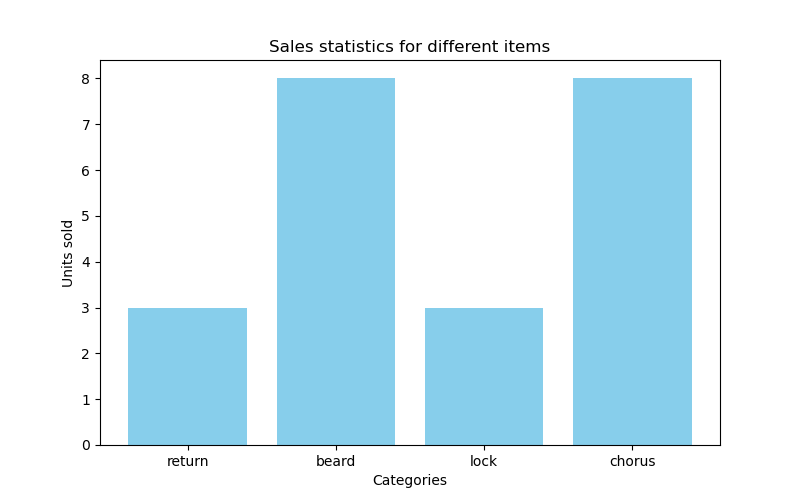 Sales statistics for different items
8
7
6
5
4
3
2
1
0
Units sold
return beard lock chorus
Categories